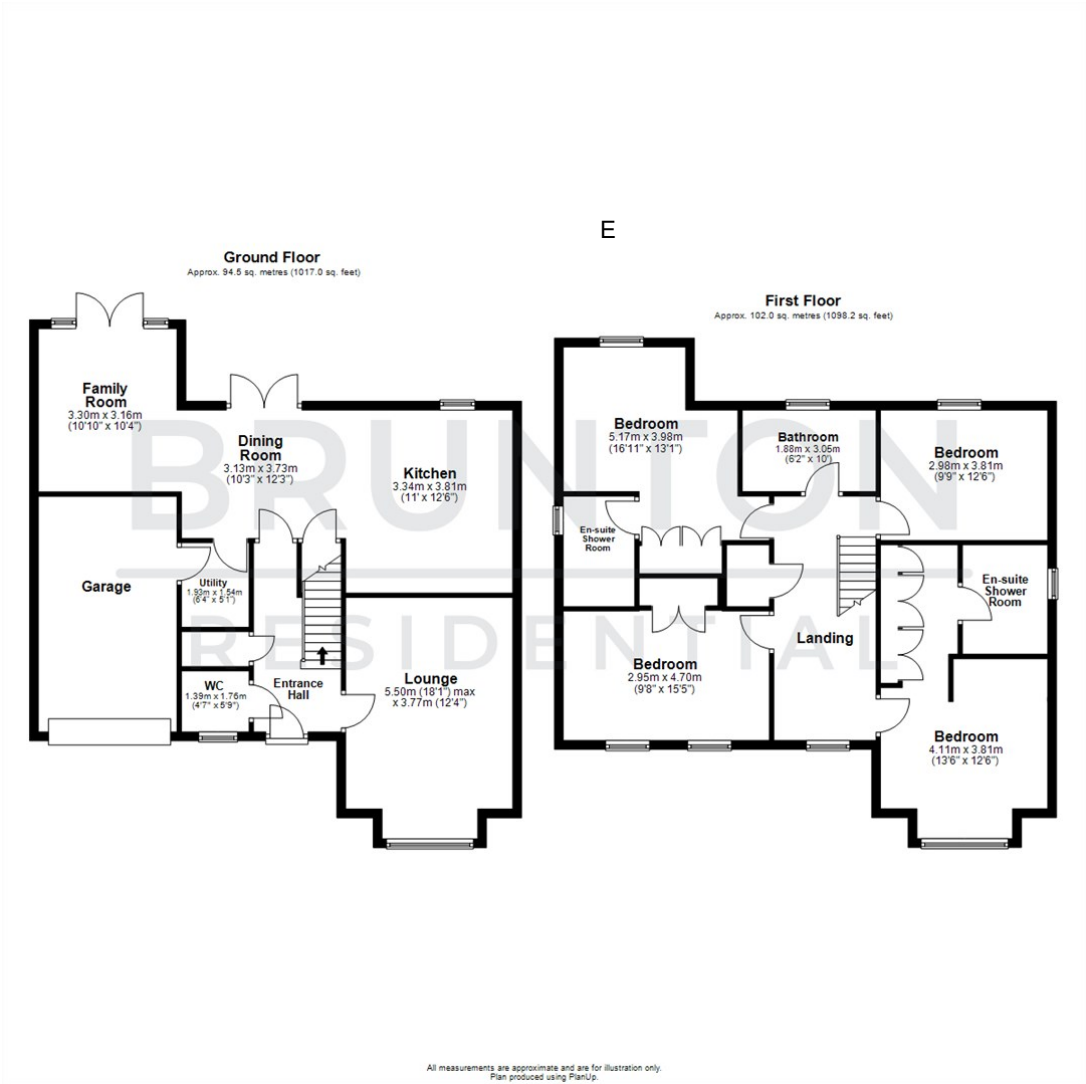 E
Ground Floor
Approx. 94.5 sq. metres (1017.0 sq. feet)
Family
Room
3.30m x 3.16m
(10'10" x 10'4")
Dining
Room
3.13m x 3.73m
(10'3" x 12'3")
Kitchen
3.34m x 3.81m
(11' x 12'6")
Garage
Utility
1.93m x 1.54m
(6'4" x 5'1")
WC
1.39m x 1.76m
(4'7" x 5'9")
Entrance
Hall
Lounge
5.50m (18'1") max
x 3.77m (12'4")
First Floor
Approx. 102.0 sq. metres (1098.2 sq. feet)
Bedroom
5.17m x 3.98m
(16'11" x 13'1")
Bathroom
1.88m x 3.05m
(6'2" x 10')
Bedroom
2.98m x 3.81m
(9'9" x 12'6")
En-suite
Shower
Room
En-suite
Shower
Room
Landing
Bedroom
2.95m x 4.70m
(9'8" x 15'5")
Bedroom
4.11m x 3.81m
(13'6" x 12'6")
BRUNTON
RESIDENTIAL
All measurements are approximate and are for illustration only.
Plan produced using PlanUp.